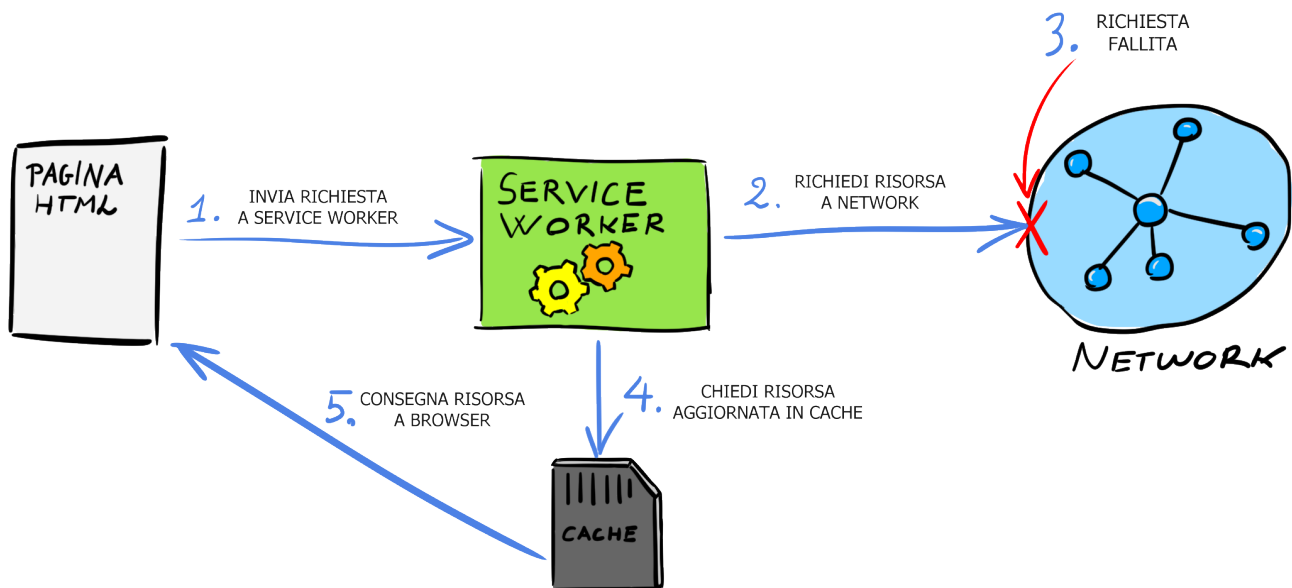 3.
RICHIESTA
FALLITA
PAGINA
HTML
1.
INVIA RICHIESTA
A SERVICE WORKER
SERVICE
WORKER
2.
RICHIEDI RISORSA
A NETWORK
NETWORK
5.
CONSEGNA RISORSA
A BROWSER
4.
CHIEDI RISORSA
AGGIORNATA IN CACHE
CACHE